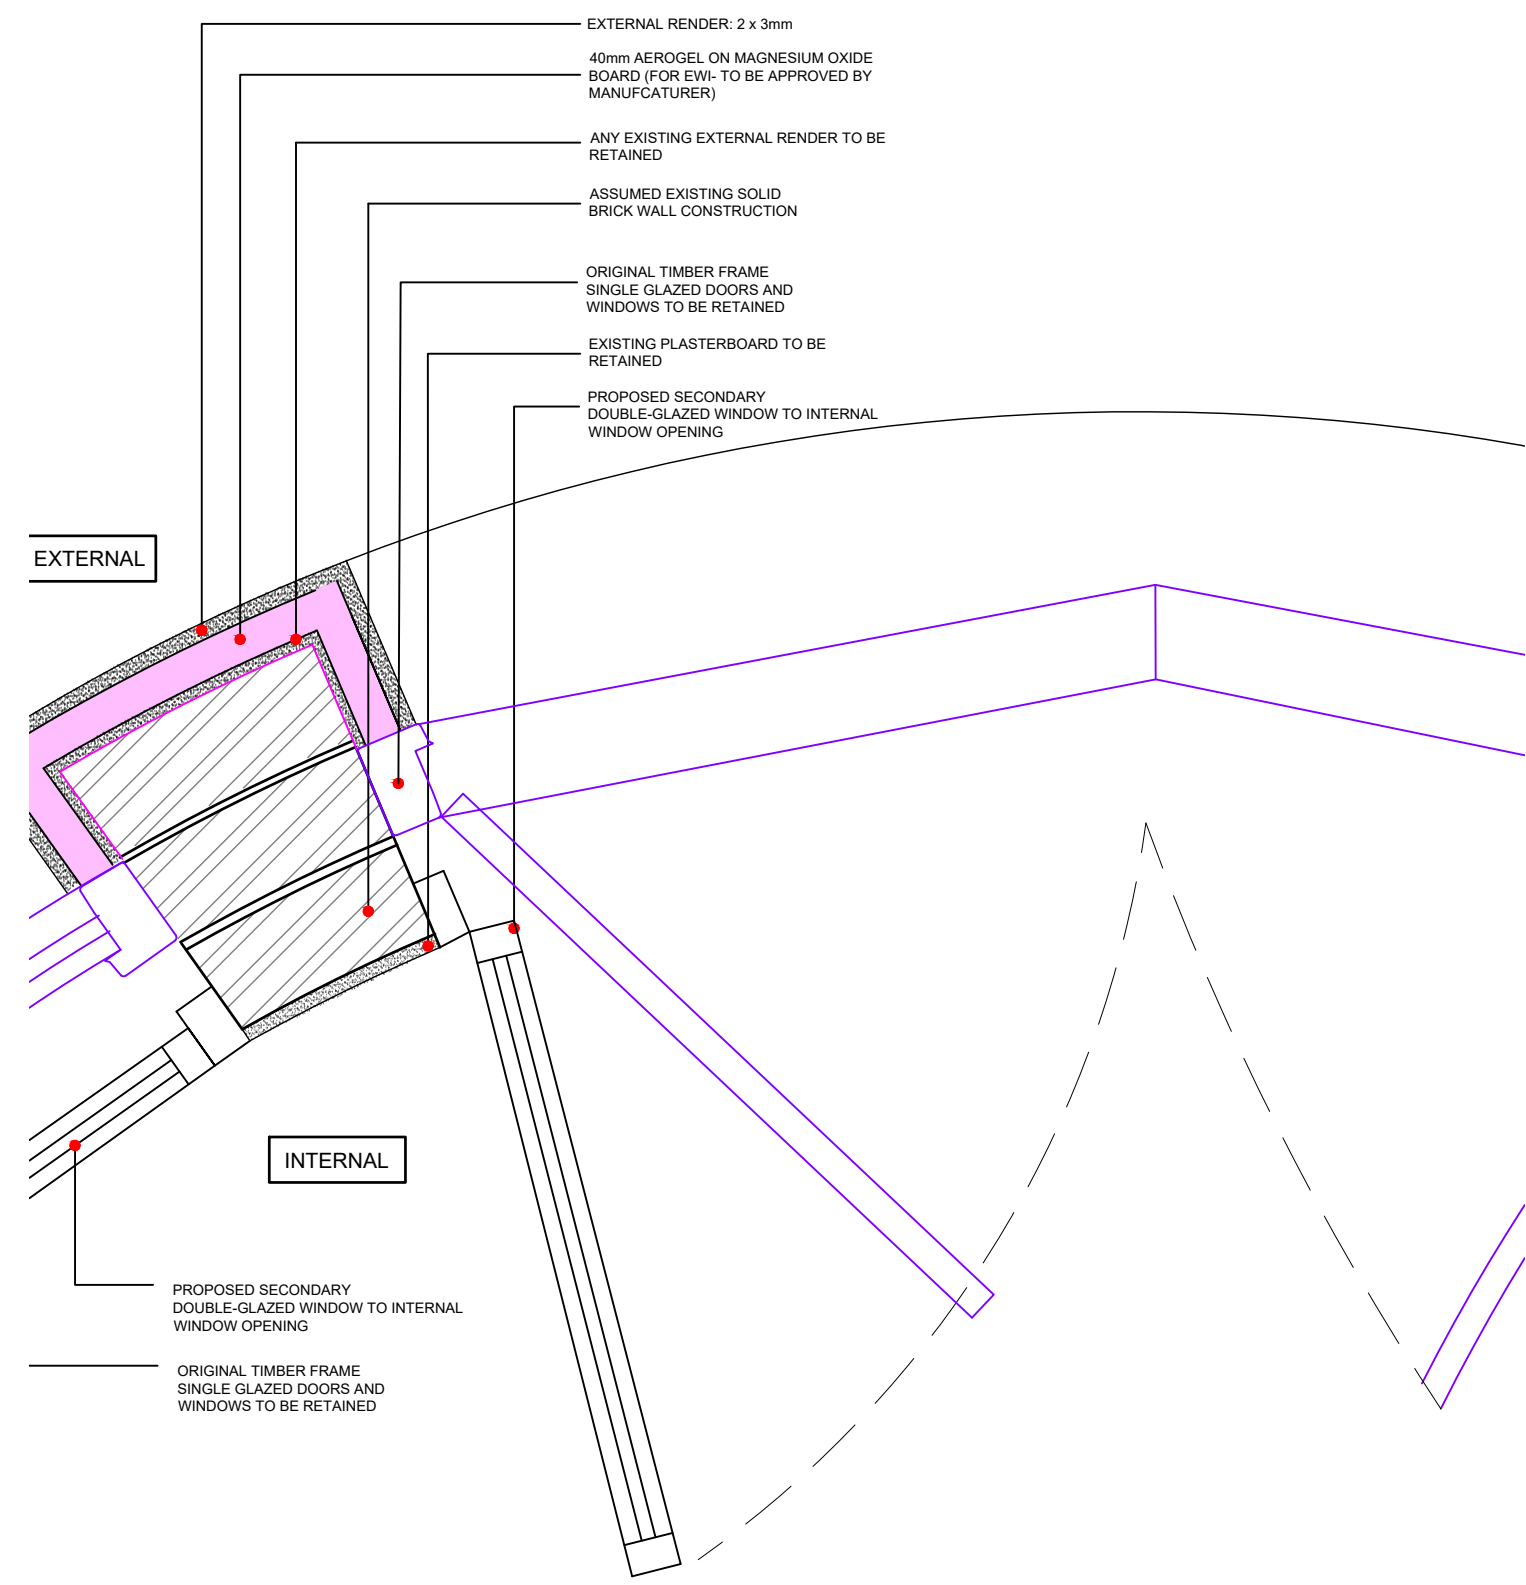 EXTERNAL RENDER: 2 x 3mm
40mm AEROGEL ON MAGNESIUM OXIDE
BOARD (FOR EWI- TO BE APPROVED BY
MANUFCATURER)
ANY EXISTING EXTERNAL RENDER TO BE
RETAINED
ASSUMED EXISTING SOLID
BRICK WALL CONSTRUCTION
ORIGINAL TIMBER FRAME
SINGLE GLAZED DOORS AND
WINDOWS TO BE RETAINED
EXISTING PLASTERBOARD TO BE
RETAINED
PROPOSED SECONDARY
DOUBLE-GLAZED WINDOW TO INTERNAL
WINDOW OPENING
EXTERNAL
INTERNAL
PROPOSED SECONDARY
DOUBLE-GLAZED WINDOW TO INTERNAL
WINDOW OPENING
ORIGINAL TIMBER FRAME
SINGLE GLAZED DOORS AND
WINDOWS TO BE RETAINED